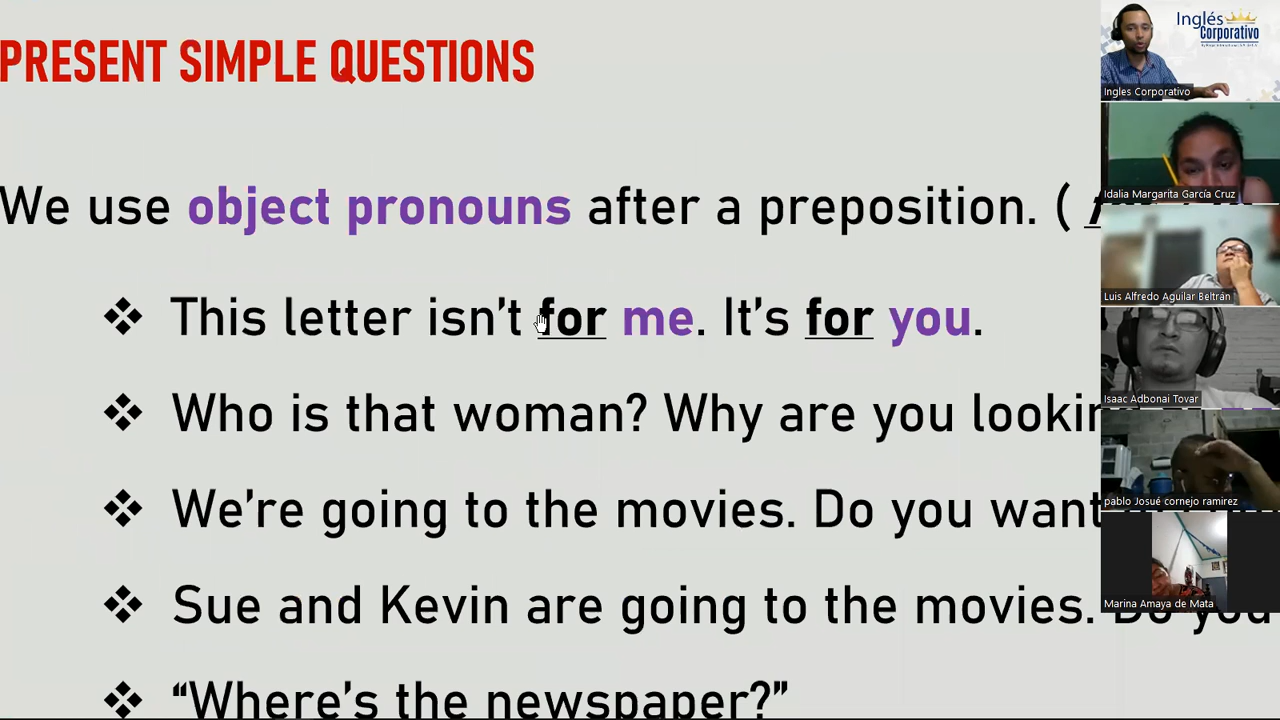 PRESENT SIMPLE QUESTIONS
We use object pronouns after a preposition. (
This letter isn't for me. It's for you.
Who is that woman? Why are you
We're going to the movies. Do you want
Sue and Kevin are going to the movies. Do you
“Where's the newspaper?”
Inglés
Corporativo
Ingles Corporativo
Idalia Margarita García Cruz
Luis Alfredo Aguilar Beltrán
Isaac Adbonai Tovar
pablo Josué cornejo ramirez
Marina Amaya de Mata